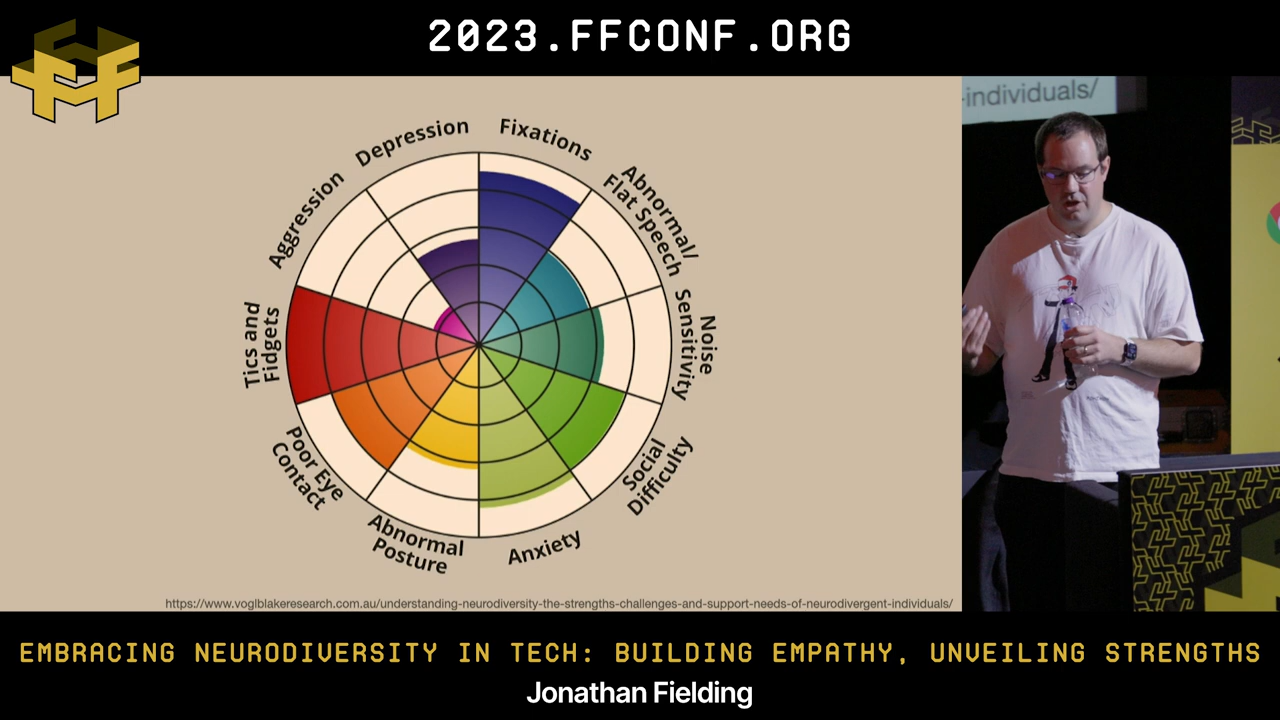 2023.FFCONF.ORG
-individuals/
Depression
Fixations
Abnormal/
Flat Speech
Noise
Sensitivity
Social
Difficulty
Anxiety
Abnormal
Posture
Poor Eye
Contact
Tics and
Fidgets
Aggression
https://www.voglblakeresearch.com.au/understanding-neurodiversity-the-strengths-challenges-and-support-needs-of-neurodivergent-individuals/
EMBRACING NEURODIVERSITY IN TECH: BUILDING EMPATHY, UNVEILING STRENGTHS
Jonathan Fielding